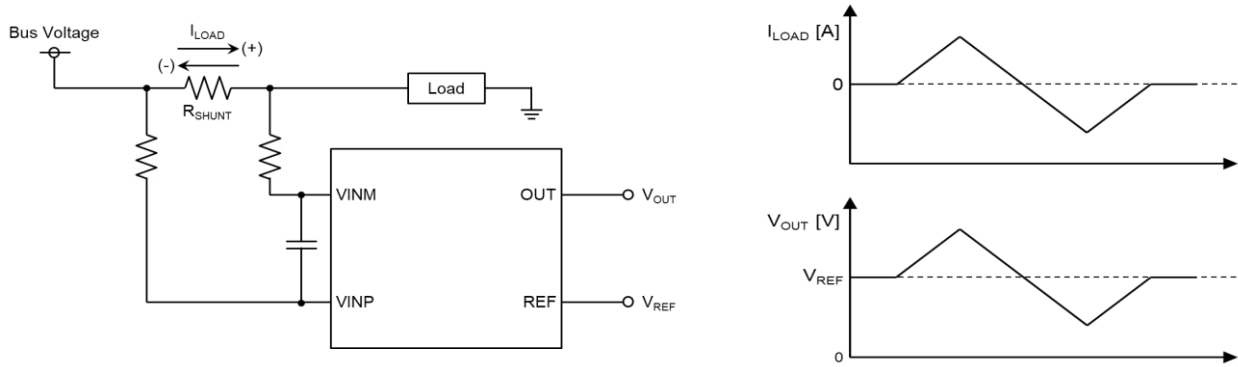 Bus Voltage
I_LOAD
(+)
(-)
R_SHUNT
Load
VINM
OUT
V_OUT
VINP
REF
V_REF
I_LOAD [A]
0
V_OUT [V]
V_REF
0